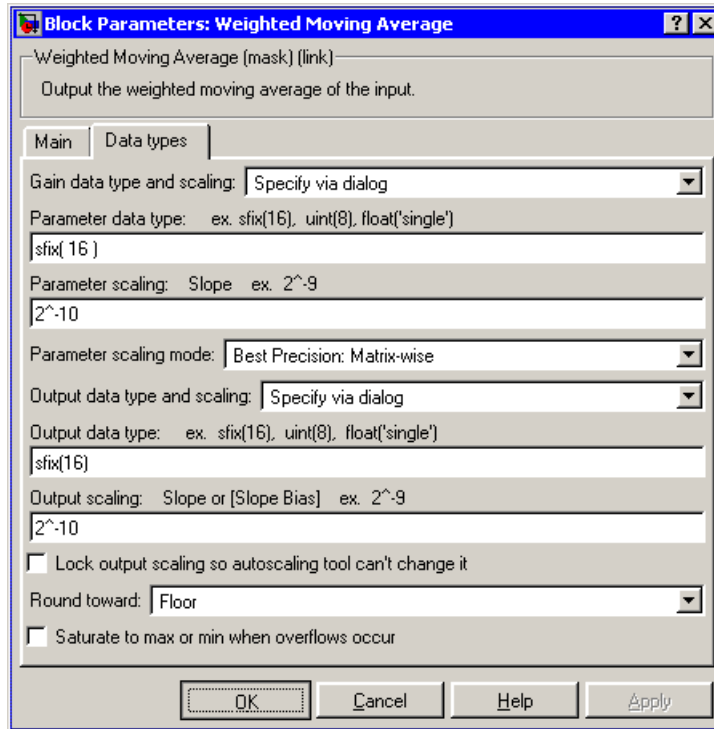 Block Parameters: Weighted Moving Average
Weighted Moving Average (mask) (link)
Output the weighted moving average of the input.
Main Data types
Gain data type and scaling: Specify via dialog
Parameter data type: ex. sfix(16), uint(8), float('single')
sfix( 16 )
Parameter scaling: Slope ex. 2^-9
2^-10
Parameter scaling mode: Best Precision: Matrix-wise
Output data type and scaling: Specify via dialog
Output data type: ex. sfix(16), uint(8), float('single')
sfix(16)
Output scaling: Slope or [Slope Bias] ex. 2^-9
2^-10
Lock output scaling so autoscaling tool can't change it
Round toward: Floor
Saturate to max or min when overflows occur
OK Cancel Help Apply